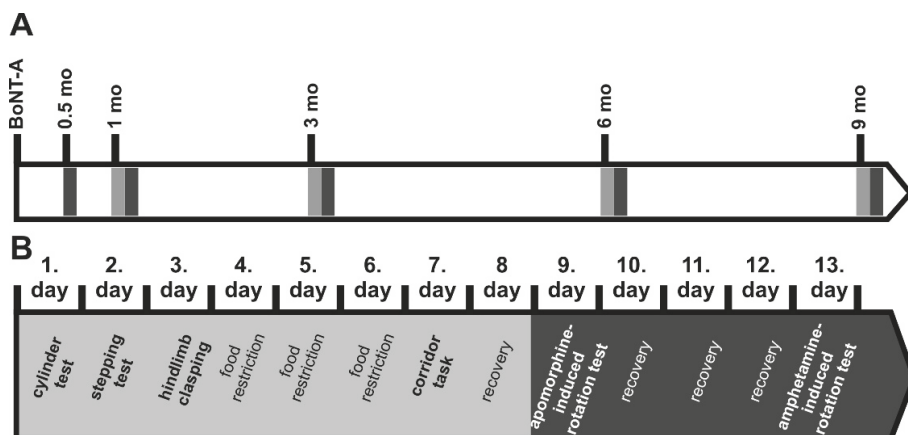 A
BoNT-A
0.5 mo
1 mo
3 mo
6 mo
9 mo
B
1. day
2. day
3. day
4. day
5. day
6. day
7. day
8 day
9. day
10. day
11. day
12. day
13. day
cylinder
test
stepping
test
hindlimb
clasping
food
restriction
food
restriction
food
restriction
corridor
task
recovery
apomorphine-
induced
rotation test
recovery
recovery
recovery
amphetamine-
induced
rotation test